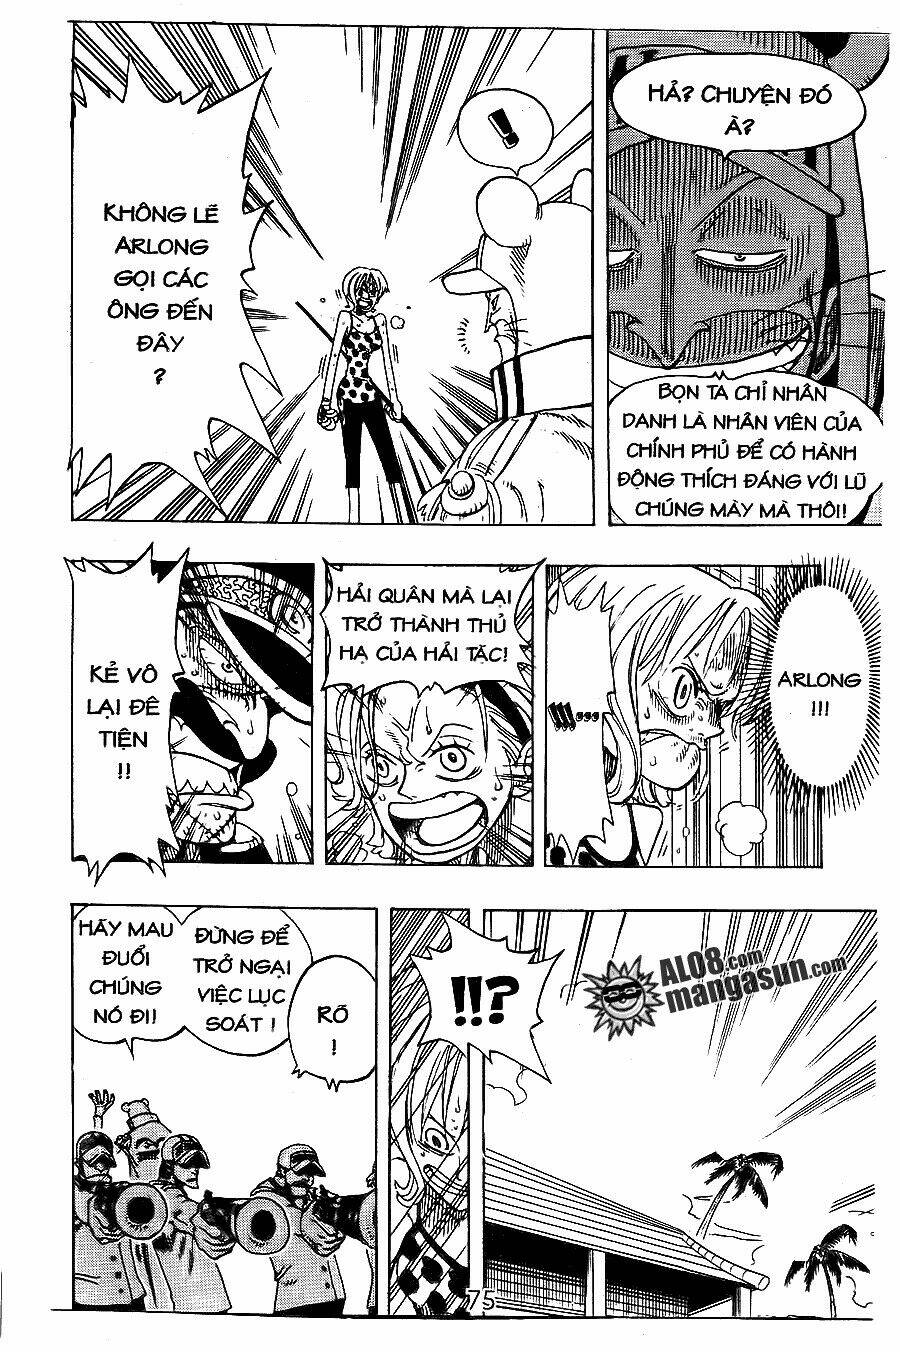 HẢ? CHUYỆN ĐÓ
À?
BỌN TA CHỈ NHÂN
DANH LÀ NHÂN VIÊN CỦA
CHÍNH PHỦ ĐỂ CÓ HÀNH
ĐỘNG THÍCH ĐÁNG VỚI LŨ
CHÚNG MÀY MÀ THÔI!
!!
KHÔNG LẼ
ARLONG
GỌI CÁC
ÔNG ĐẾN
ĐÂY
?
ARLONG
!!!
!!!...
HẢI QUÂN MÀ LẠI
TRỞ THÀNH THỦ
HẠ CỦA HẢI TẶC!
KẺ VÔ
LẠI ĐÊ
TIỆN
!!
AL08.com
mangasun.com
!!?
RÕ
!
ĐỪNG ĐỂ
TRỞ NGẠI
VIỆC LỤC
SOÁT !
HÃY MAU
ĐUỔI
CHÚNG
NÓ ĐI!
75